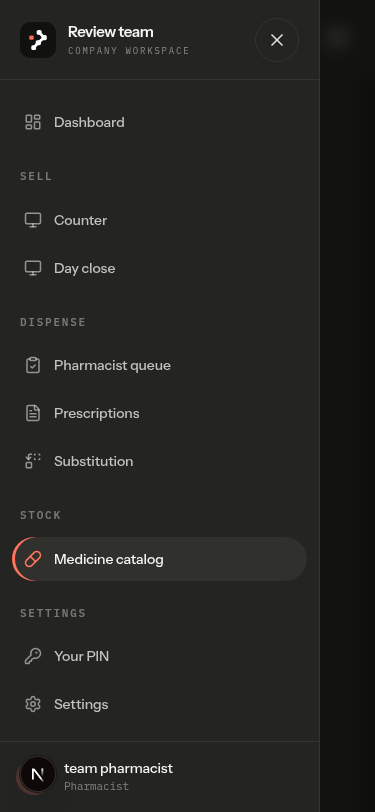 Review team
COMPANY WORKSPACE
Dashboard
SELL
Counter
Day close
DISPENSE
Pharmacist queue
Prescriptions
Substitution
STOCK
Medicine catalog
SETTINGS
Your PIN
Settings
N
team pharmacist
Pharmacist